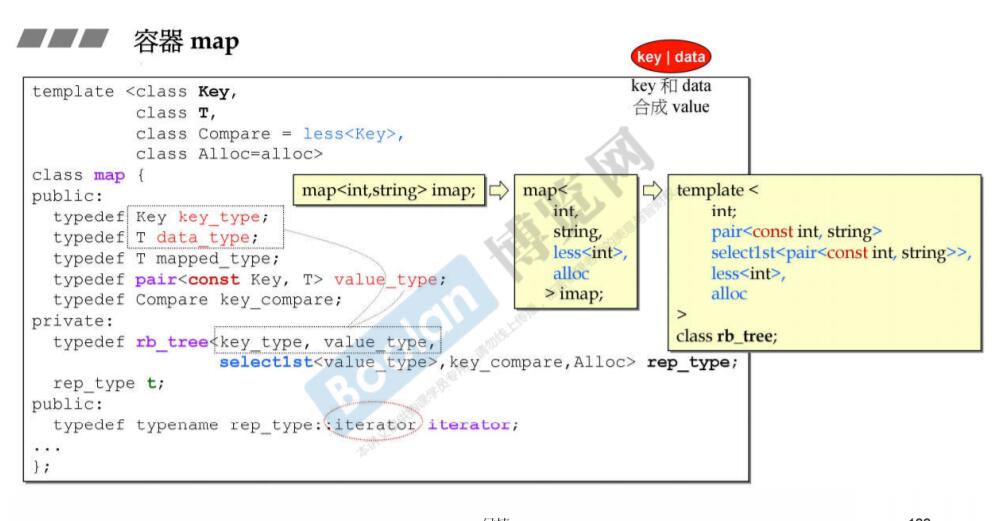 容器 map
key | data
key 和 data
合成 value
template <class Key,
class T,
class Compare = less<Key>,
class Alloc=alloc>
class map {
public:
typedef Key key_type;
typedef T data_type;
typedef T mapped_type;
typedef pair<const Key, T> value_type;
typedef Compare key_compare;
private:
typedef rb_tree<key_type, value_type,
select1st<value_type>,key_compare,Alloc> rep_type;
rep_type t;
public:
typedef typename rep_type::iterator iterator;
...
};
map<int,string> imap;
map<
int,
string,
less<int>,
alloc
> imap;
template <
int;
pair<const int, string>
select1st<pair<const int, string>>,
less<int>,
alloc
>
class rb_tree;
Boolan
博览网